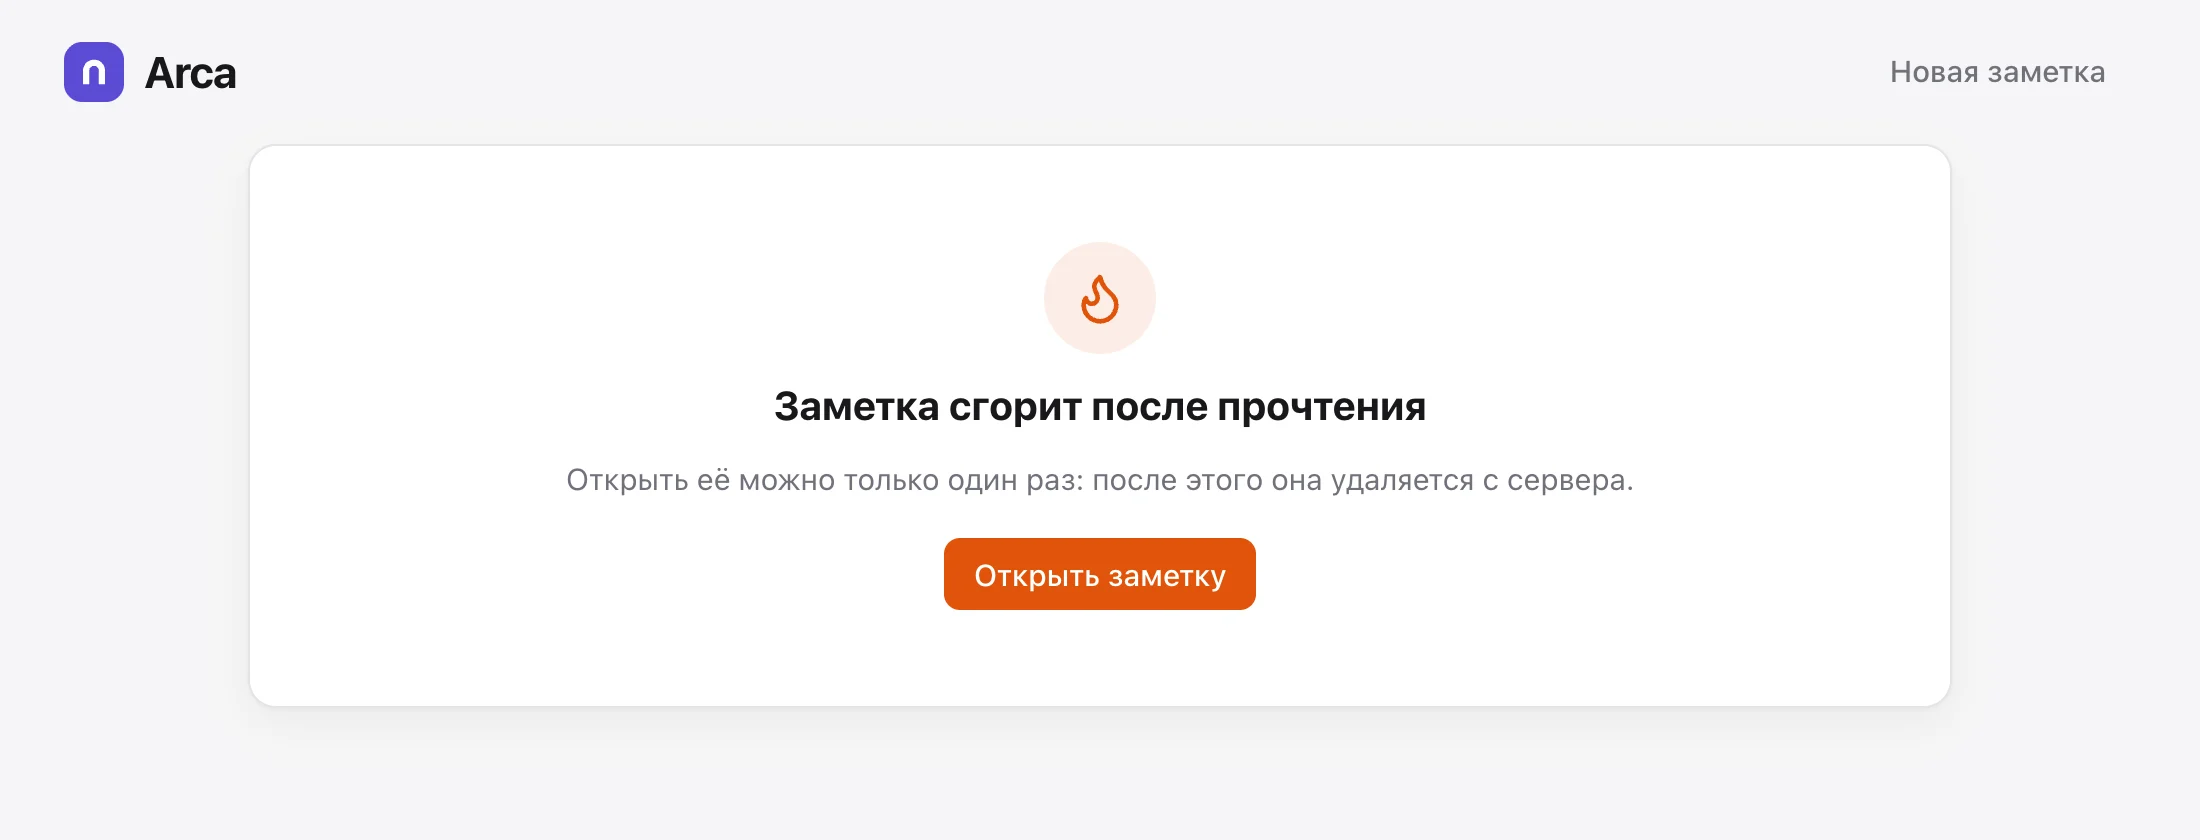 Arca
Новая заметка
Заметка сгорит после прочтения
Открыть её можно только один раз: после этого она удаляется с сервера.
Открыть заметку